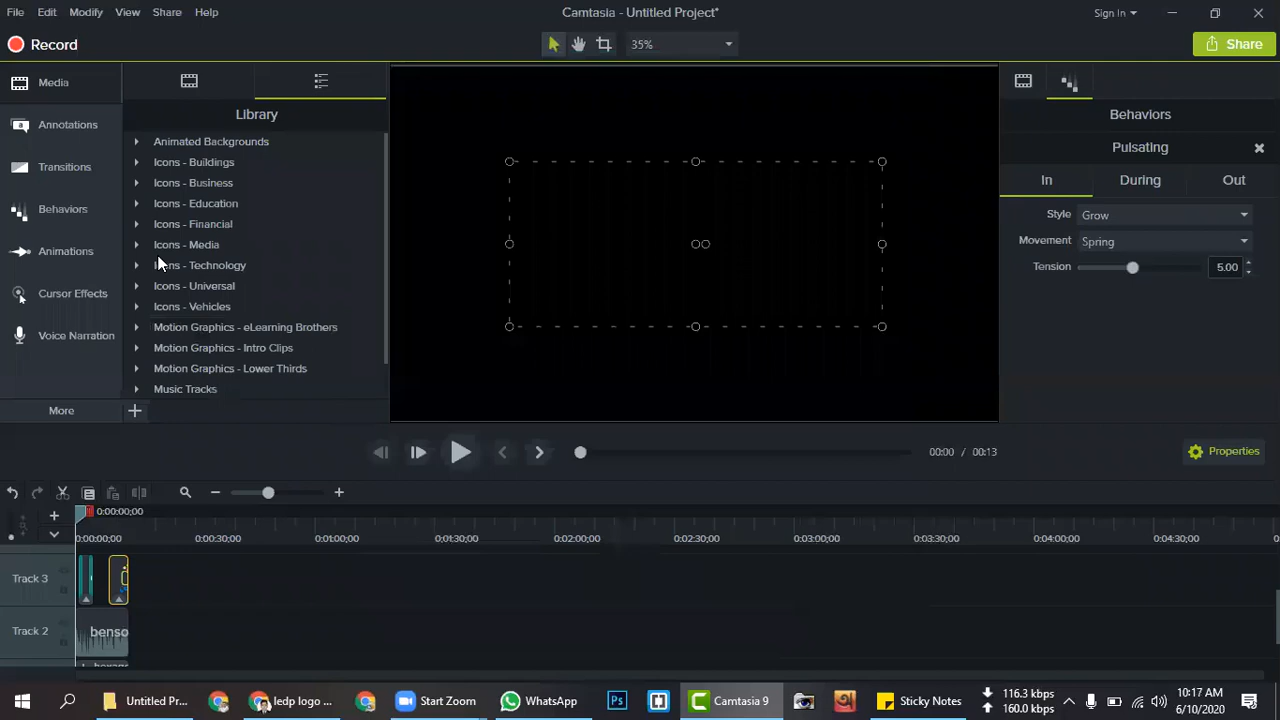 File Edit Modify View Share Help Camtasia - Untitled Project* Sign In
Record 35% Share
Media
Annotations
Transitions
Behaviors
Animations
Cursor Effects
Voice Narration
More
Library
Animated Backgrounds
Icons - Buildings
Icons - Business
Icons - Education
Icons - Financial
Icons - Media
Icons - Technology
Icons - Universal
Icons - Vehicles
Motion Graphics - eLearning Brothers
Motion Graphics - Intro Clips
Motion Graphics - Lower Thirds
Music Tracks
Behaviors
Pulsating
In During Out
Style Grow
Movement Spring
Tension 5.00
00:00 / 00:13
Properties
0:00:00;00
0:00:00;00 0:00:30;00 0:01:00;00 0:01:30;00 0:02:00;00 0:02:30;00 0:03:00;00 0:03:30;00 0:04:00;00 0:04:30;00 0:
Track 3
Track 2 benso
Untitled Pr... ledp logo ... Start Zoom WhatsApp Ps Camtasia 9 Sticky Notes 116.3 kbps 160.0 kbps 10:17 AM 6/10/2020